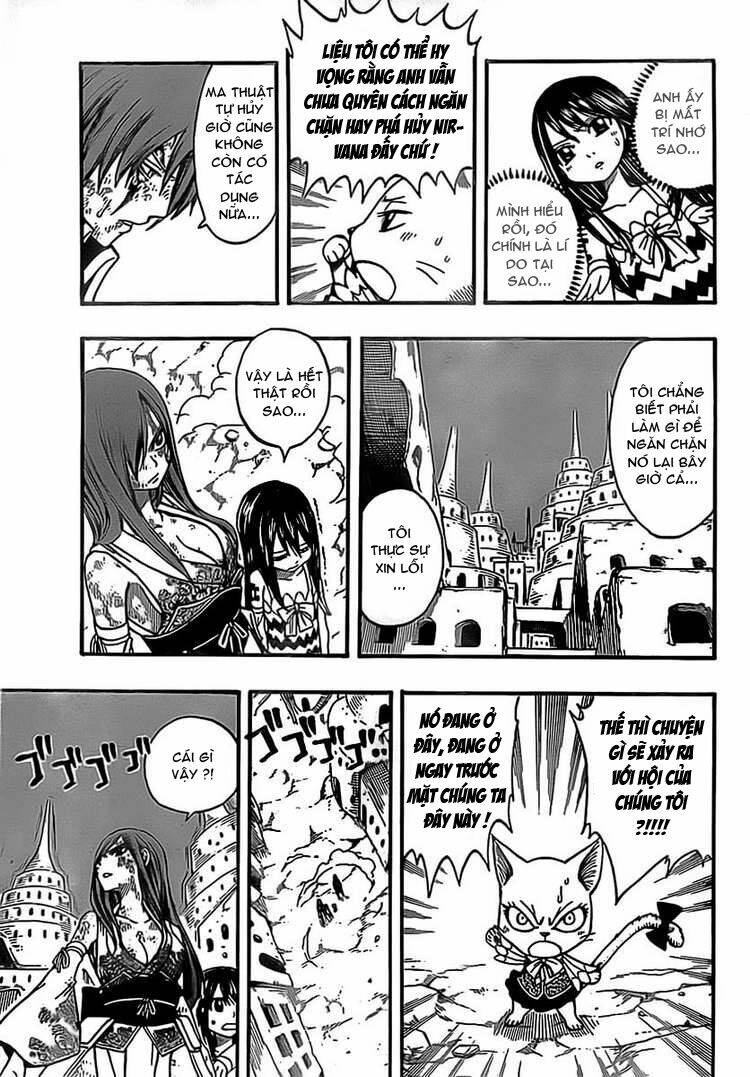 ANH ẤY
BỊ MẤT
TRÍ NHỚ
SAO...
MÌNH HIỂU
RỒI, ĐÓ
CHÍNH LÀ LÍ
DO TẠI
SAO...
LIỆU TÔI CÓ THỂ HY
VỌNG RẰNG ANH VẪN
CHƯA QUYÊN CÁCH NGĂN
CHẶN HAY PHÁ HỦY NIR-
VANA ĐẤY CHỨ !
MA THUẬT
TỰ HỦY
GIỜ CŨNG
KHÔNG
CÒN CÓ
TÁC
DỤNG
NỮA...
TÔI CHẲNG
BIẾT PHẢI
LÀM GÌ ĐỂ
NGĂN CHẶN
NÓ LẠI BÂY
GIỜ CẢ...
TÔI
THỰC SỰ
XIN LỖI
...
VẬY LÀ HẾT
THẬT RỒI
SAO...
THẾ THÌ CHUYỆN
GÌ SẼ XẢY RA
VỚI HỘI CỦA
CHÚNG TÔI
?!!!!
NÓ ĐANG Ở
ĐÂY, ĐANG Ở
NGAY TRƯỚC
MẶT CHÚNG TA
ĐÂY NÀY !
ゴゴゴ
CÁI GÌ
VẬY ?!
ゴゴゴゴ